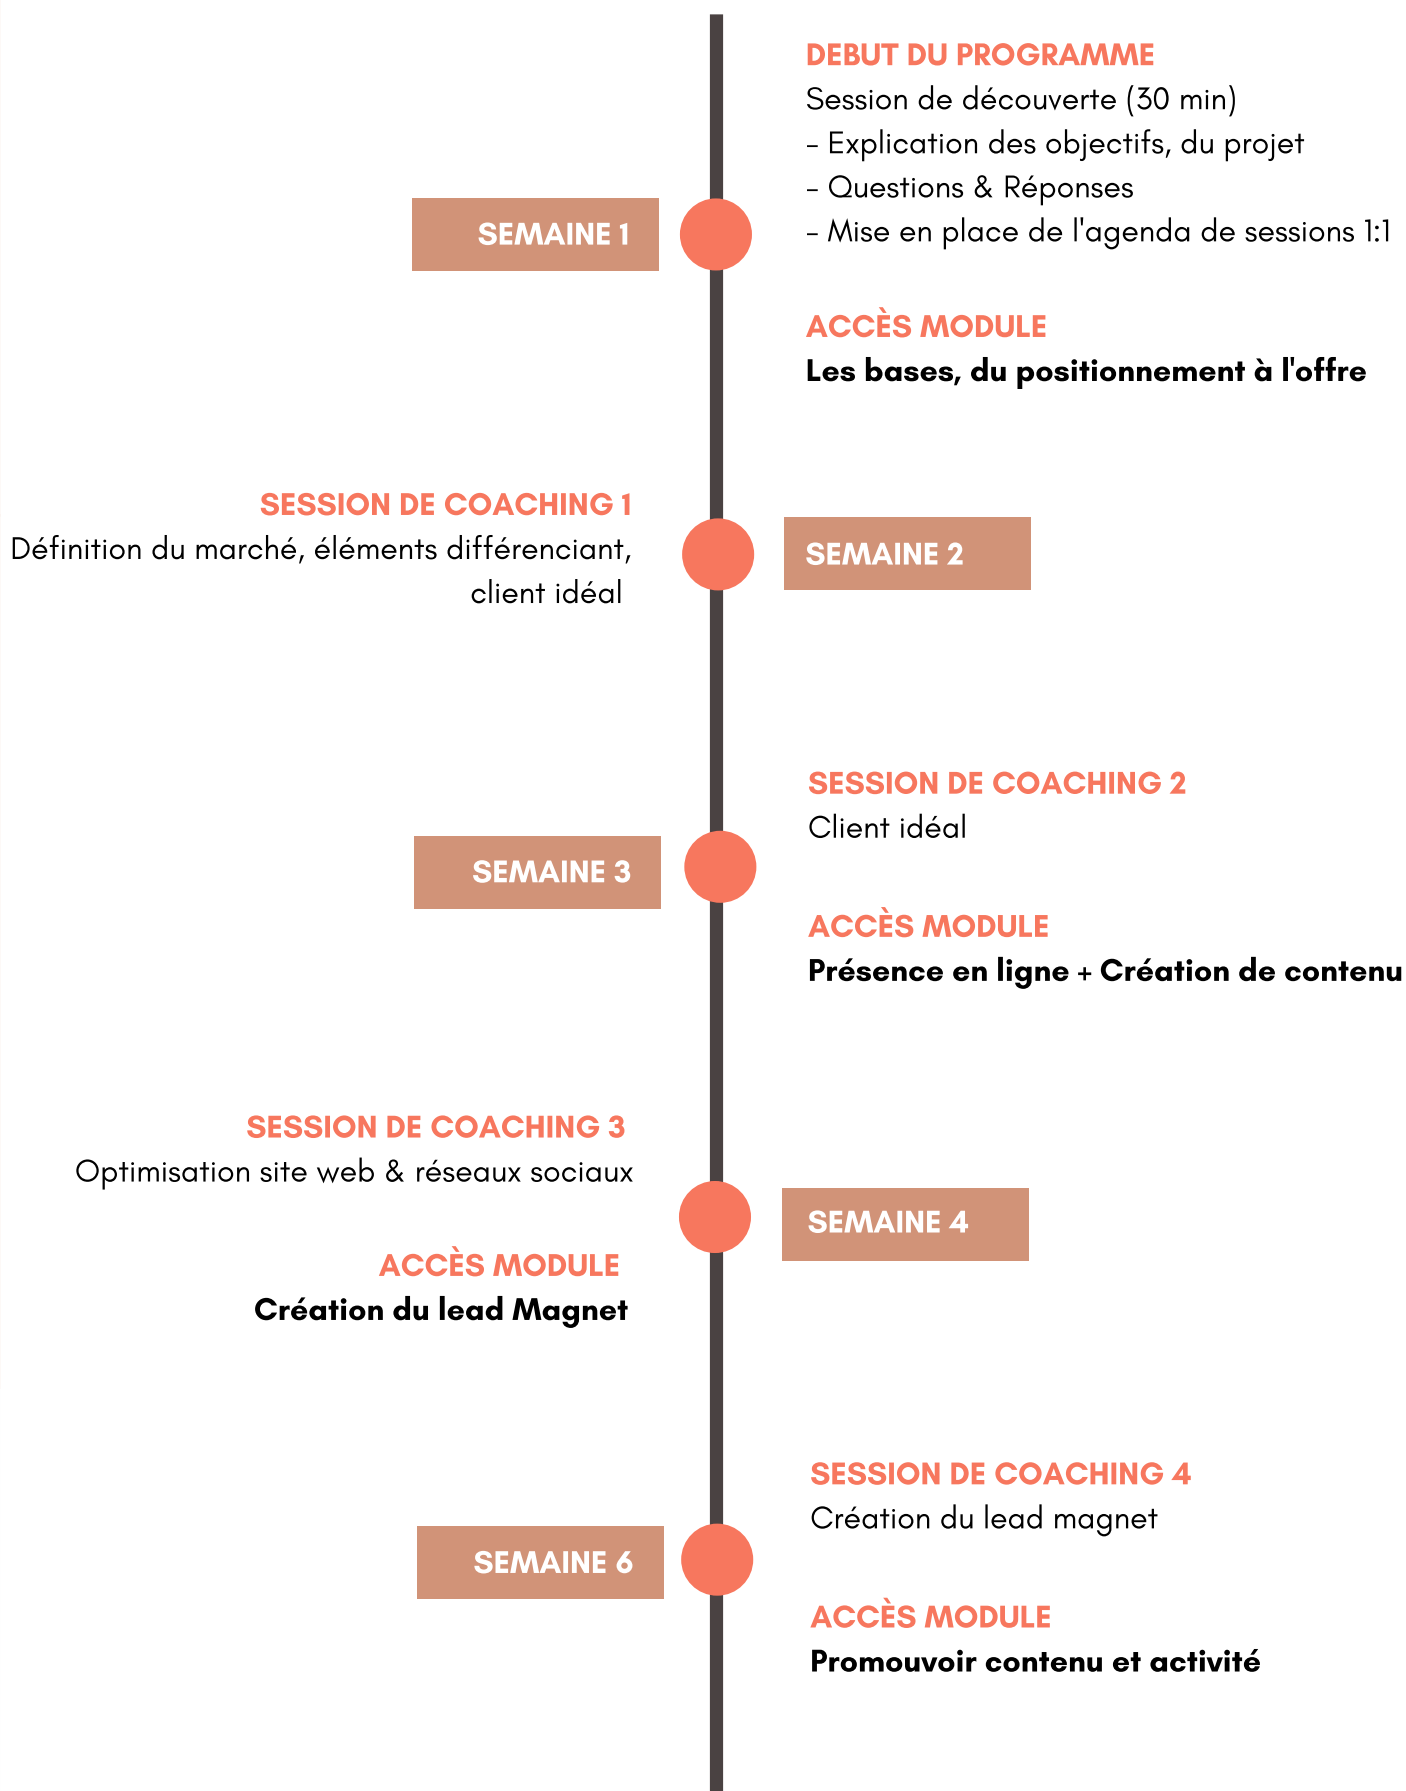 DEBUT DU PROGRAMME
Session de découverte (30 min)
- Explication des objectifs, du projet
- Questions & Réponses
- Mise en place de l'agenda de sessions 1:1
SEMAINE 1
ACCÈS MODULE
Les bases, du positionnement à l'offre
SESSION DE COACHING 1
Définition du marché, éléments différenciant,
client idéal
SEMAINE 2
SESSION DE COACHING 2
Client idéal
SEMAINE 3
ACCÈS MODULE
Présence en ligne + Création de contenu
SESSION DE COACHING 3
Optimisation site web & réseaux sociaux
SEMAINE 4
ACCÈS MODULE
Création du lead Magnet
SESSION DE COACHING 4
Création du lead magnet
SEMAINE 6
ACCÈS MODULE
Promouvoir contenu et activité